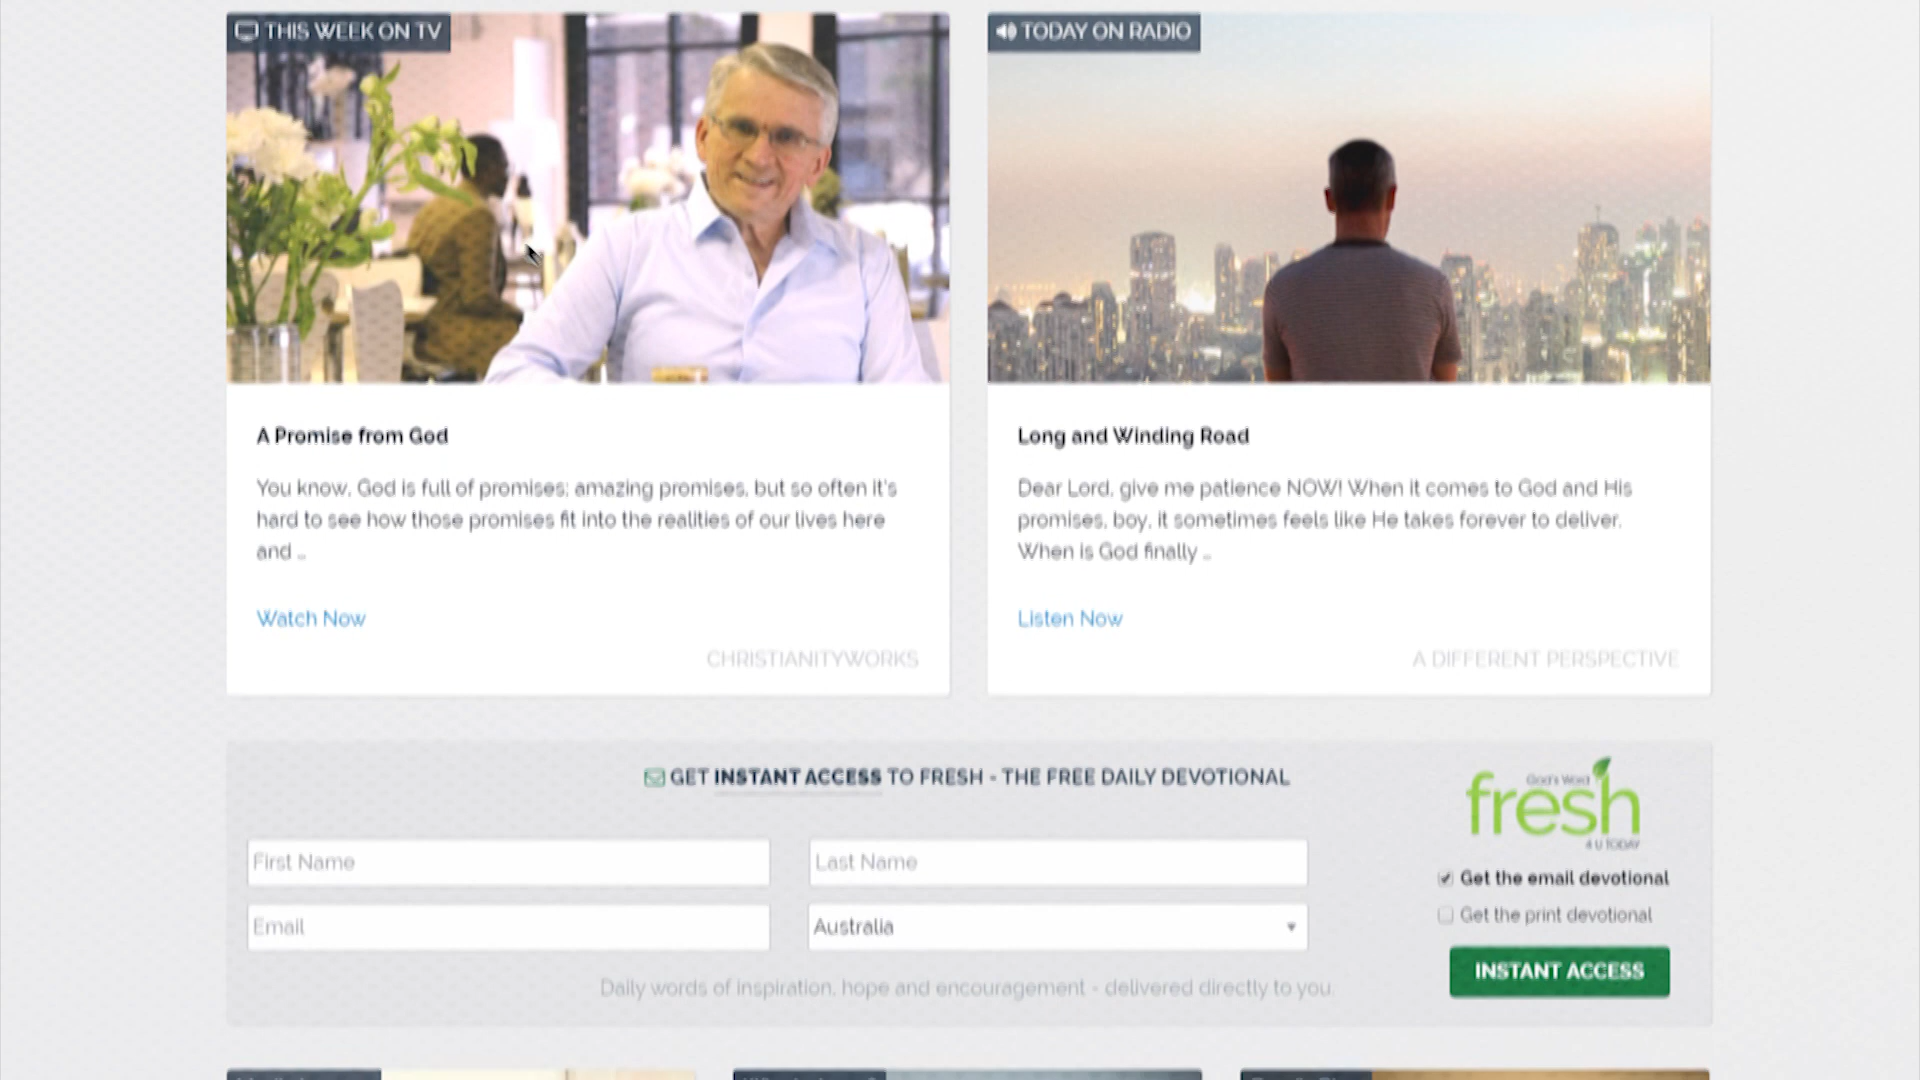 THIS WEEK ON TV
TODAY ON RADIO
A Promise from God
You know, God is full of promises; amazing promises, but so often it's
hard to see how those promises fit into the realities of our lives here
and ...
Watch Now
CHRISTIANITYWORKS
Long and Winding Road
Dear Lord, give me patience NOW! When it comes to God and His
promises, boy, it sometimes feels like He takes forever to deliver.
When is God finally ...
Listen Now
A DIFFERENT PERSPECTIVE
GET INSTANT ACCESS TO FRESH - THE FREE DAILY DEVOTIONAL
First Name
Last Name
Email
Australia
Daily words of inspiration, hope and encouragement - delivered directly to you.
God's Word
fresh
4 U TODAY
Get the email devotional
Get the print devotional
INSTANT ACCESS